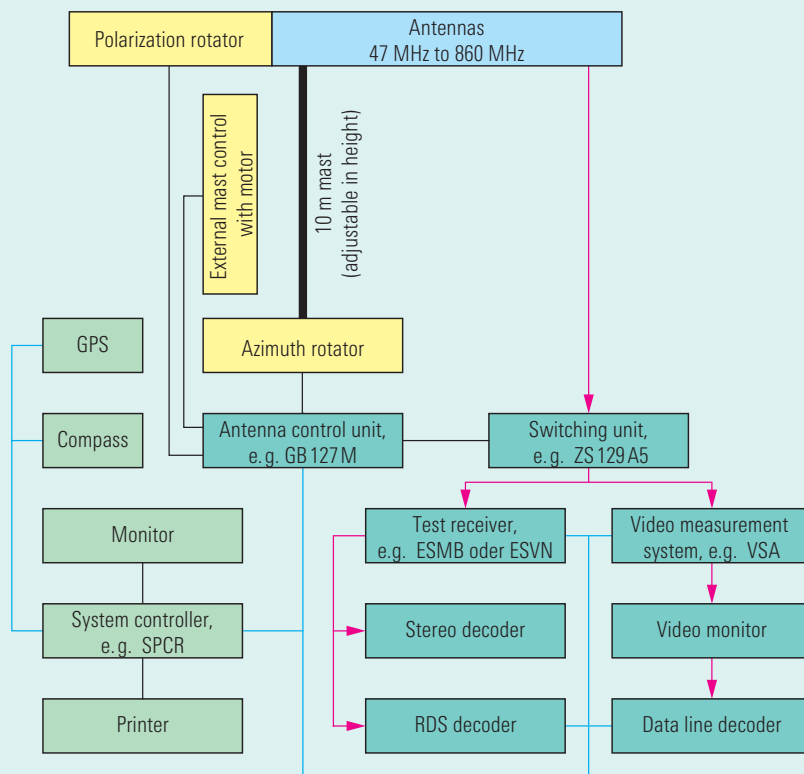 Polarization rotator
Antennas
47 MHz to 860 MHz
External mast control
with motor
10 m mast
(adjustable in height)
GPS
Azimuth rotator
Compass
Antenna control unit,
e. g. GB 127 M
Switching unit,
e. g. ZS 129 A5
Monitor
Test receiver,
e.g. ESMB oder ESVN
Video measurement
system, e.g. VSA
System controller,
e. g. SPCR
Stereo decoder
Video monitor
Printer
RDS decoder
Data line decoder